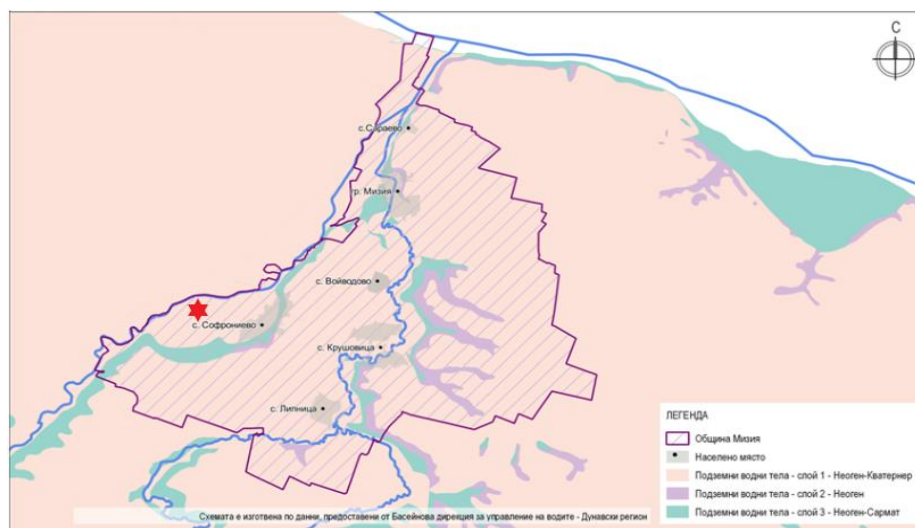 С
с.Сараево
гр. Мизия
с. Войводово
с. Софрониево
с. Крушовица
с. Липница
ЛЕГЕНДА
Община Мизия
Населено място
Подземни водни тела - слой 1 - Неоген-Кватернер
Подземни водни тела - слой 2 - Неоген
Подземни водни тела - слой 3 - Неоген-Сармат
Схемата е изготвена по данни, предоставени от Басейнова дирекция за управление на водите - Дунавски регион